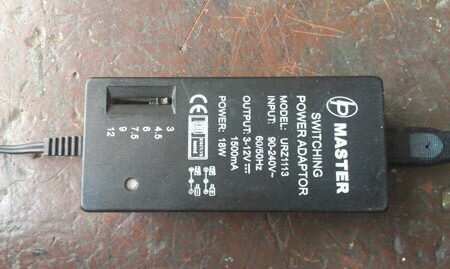 MASTER
SWITCHING
POWER ADAPTOR
MODEL: URZ1113
INPUT: 90-240V~
60/50Hz
OUTPUT: 3-12V⎓
1500mA
POWER: 18W
CE
3
4.5
6
7.5
9
12